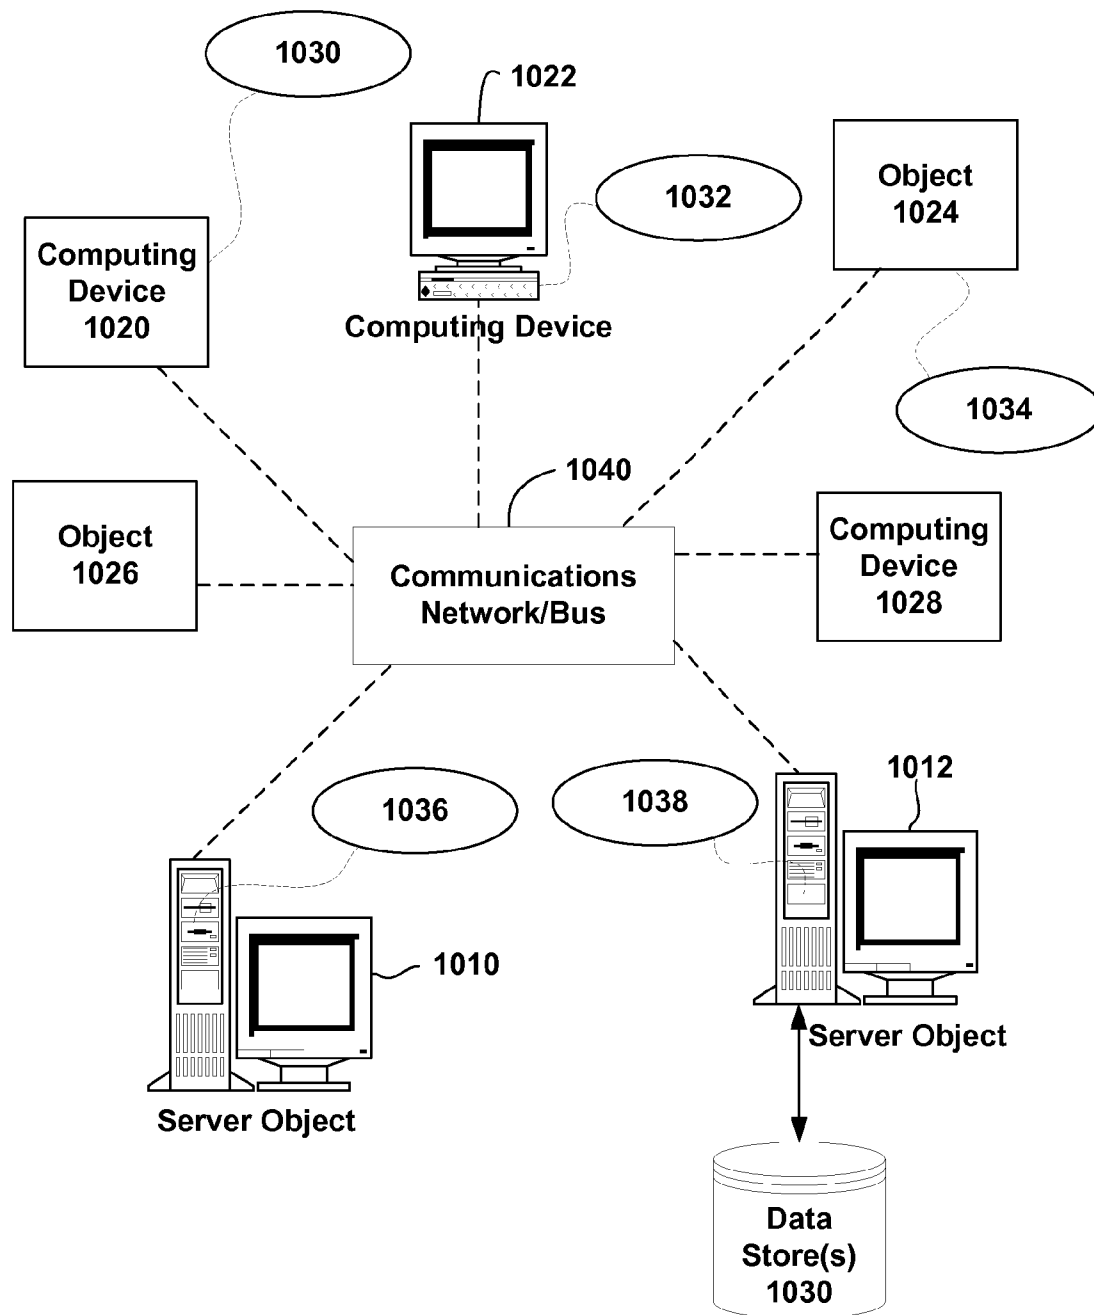 1030
1022
1032
Object
1024
Computing
Device
1020
Computing Device
1034
1040
Object
1026
Communications
Network/Bus
Computing
Device
1028
1036
1038
1012
1010
Server Object
Server Object
Data
Store(s)
1030